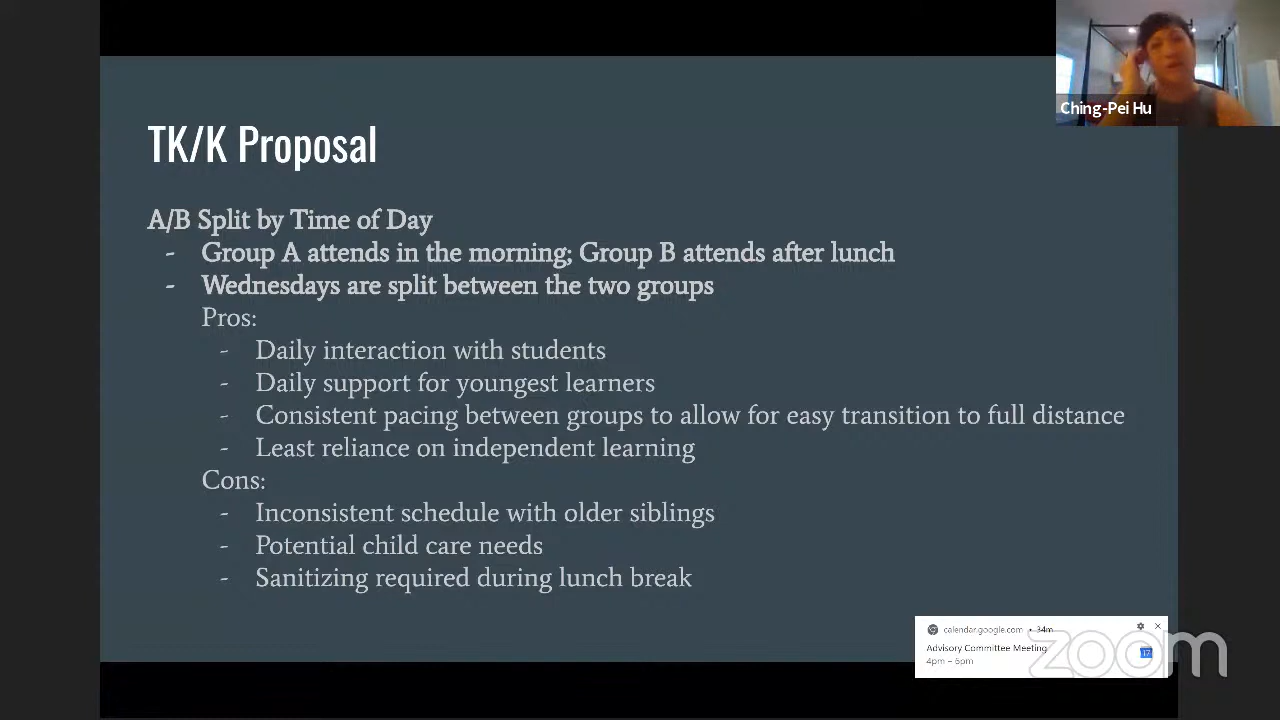 Ching-Pei Hu
TK/K Proposal
A/B Split by Time of Day
- Group A attends in the morning; Group B attends after lunch
- Wednesdays are split between the two groups
Pros:
- Daily interaction with students
- Daily support for youngest learners
- Consistent pacing between groups to allow for easy transition to full distance
- Least reliance on independent learning
Cons:
- Inconsistent schedule with older siblings
- Potential child care needs
- Sanitizing required during lunch break
calendar.google.com • 34m
Advisory Committee Meeting
4pm – 6pm
17
zoom